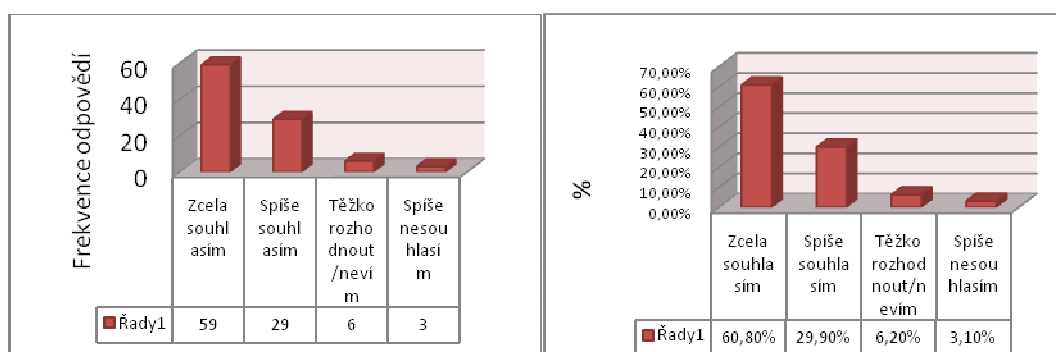 Frekvence odpovědí
60
40
20
0
Zcela
souhl
asím
Spíše
souhl
asím
Těžko
rozho
dnout
/neví
m
Spíše
nesou
hlasí
m
Řady1
59
29
6
3
%
70,00%
60,00%
50,00%
40,00%
30,00%
20,00%
10,00%
0,00%
Zcela
souhla
sím
Spíše
souhla
sím
Těžko
rozhod
nout/n
evím
Spíše
nesou
hlasím
Řady1
60,80%
29,90%
6,20%
3,10%